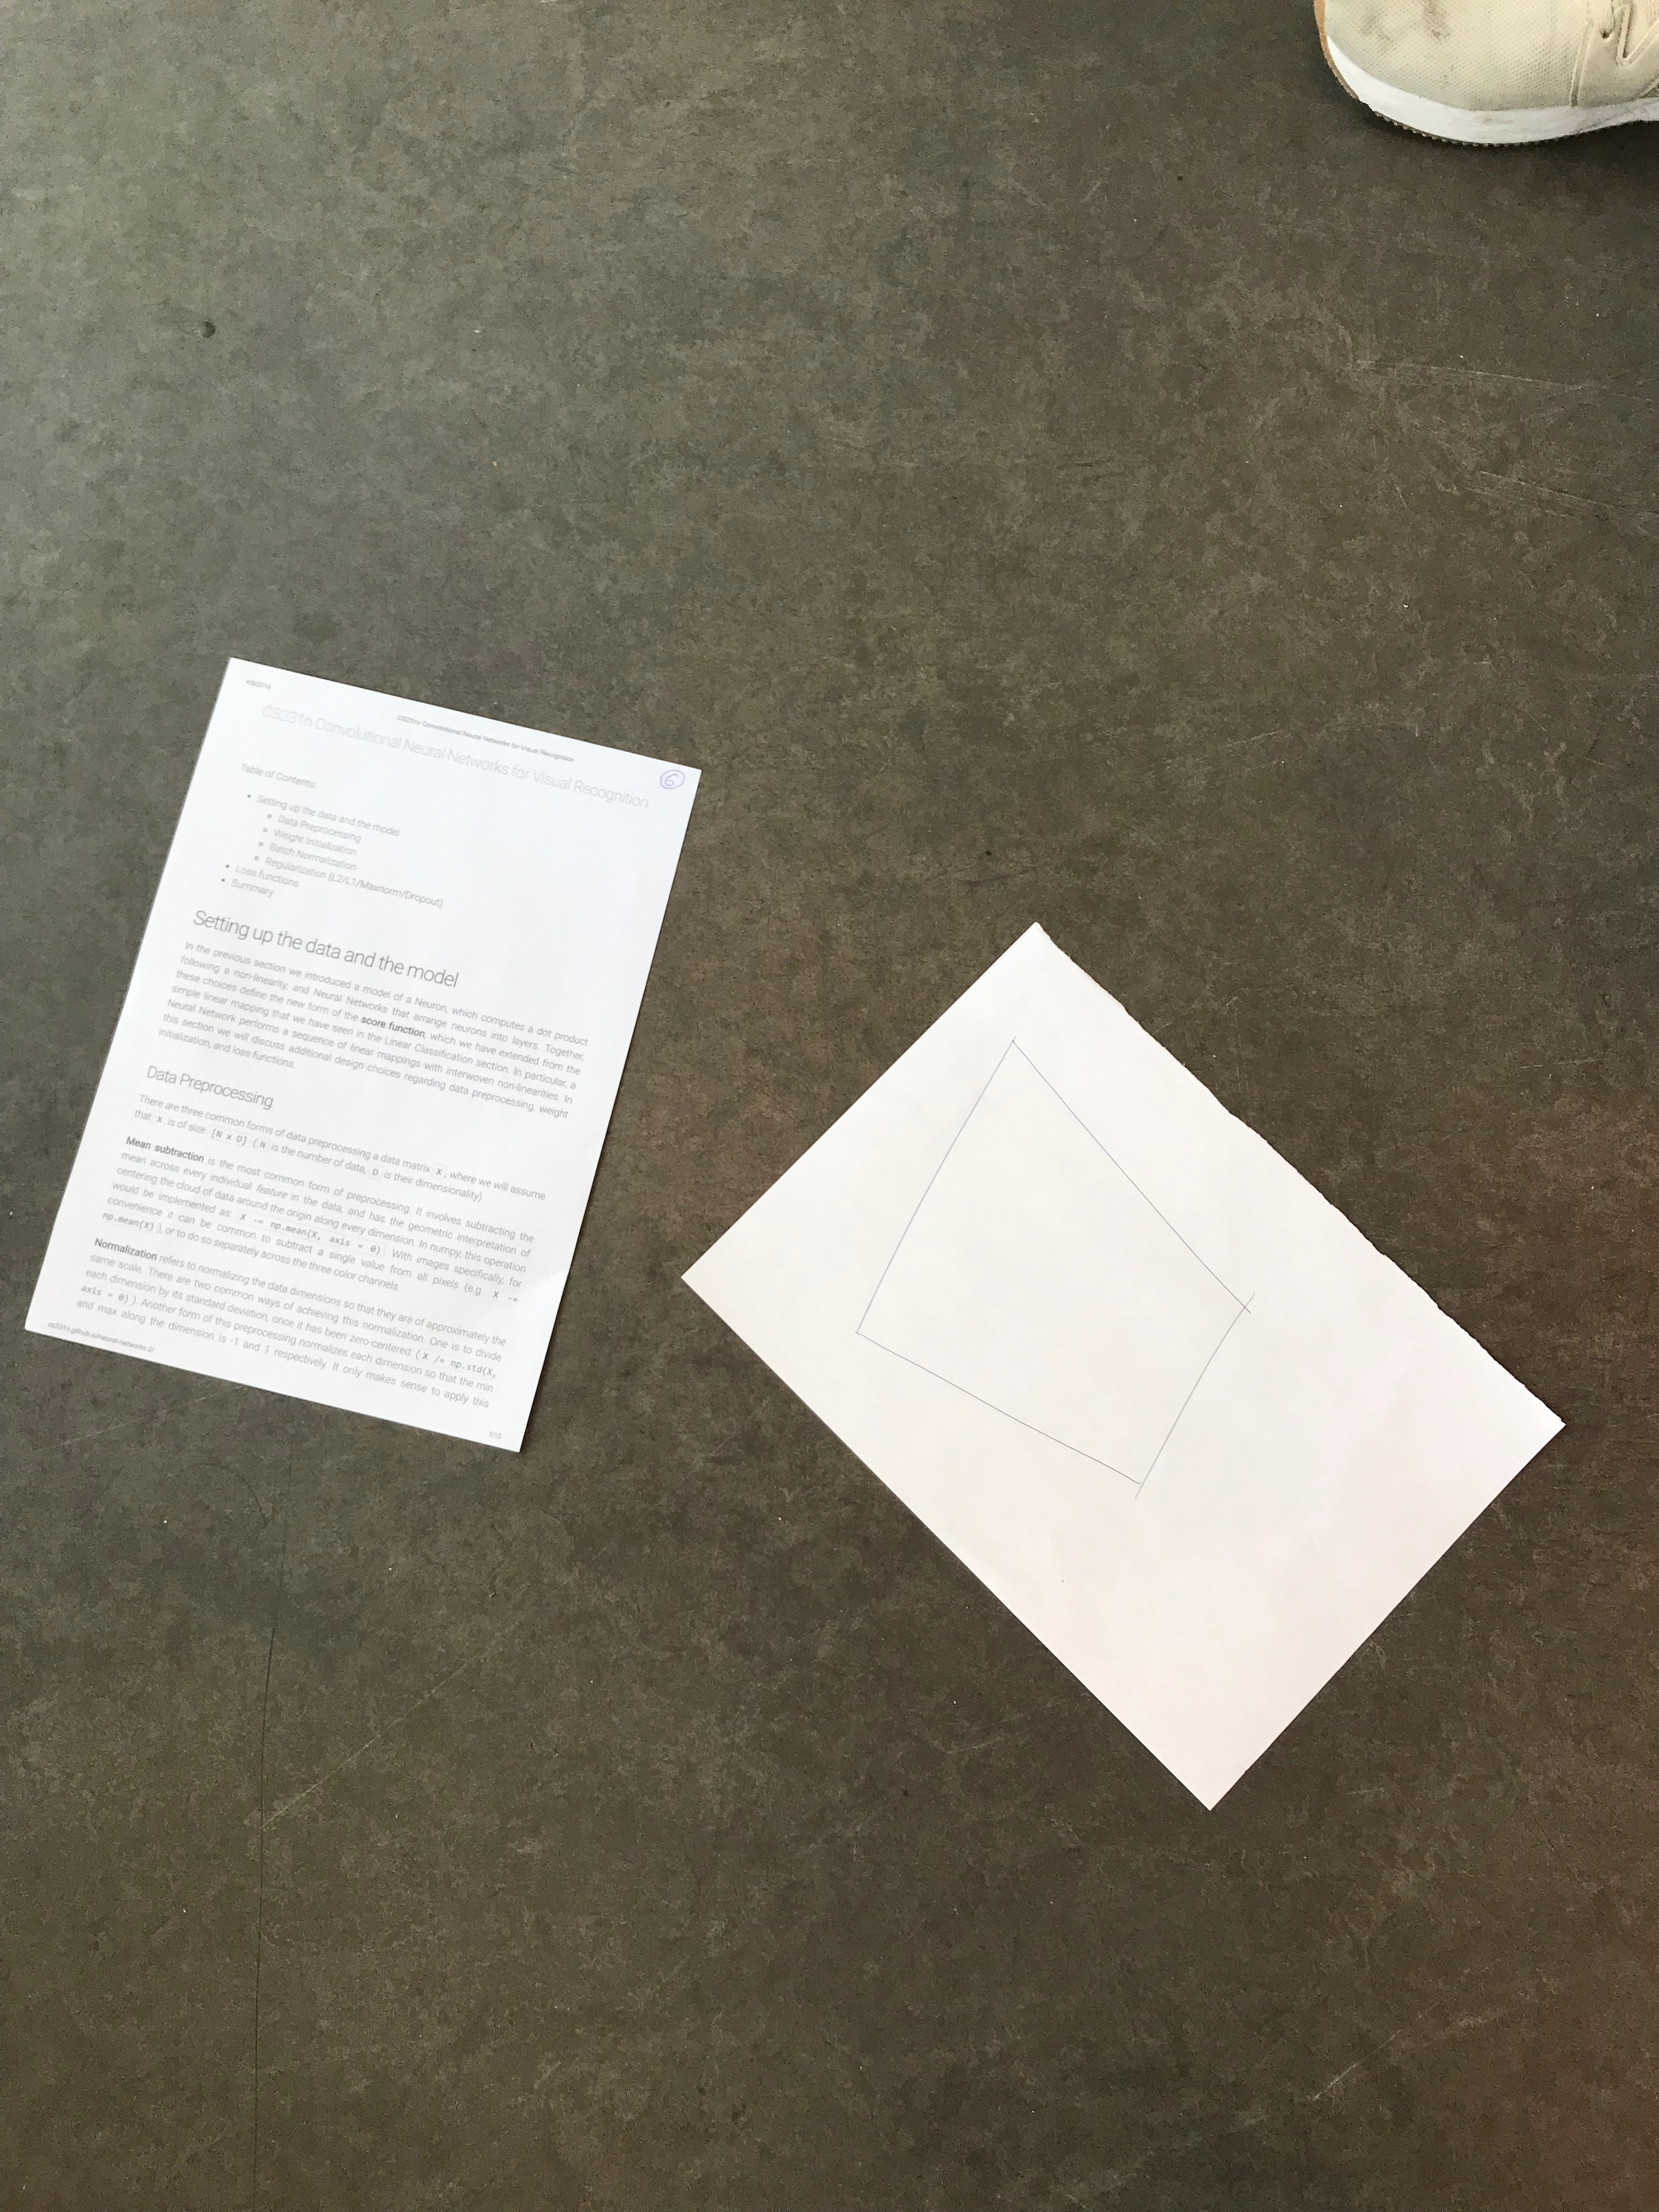 4/8/2019
CS231n Convolutional Neural Networks for Visual Recognition
CS231n Convolutional Neural Networks for Visual Recognition
6
Table of Contents:
• Setting up the data and the model
◦ Data Preprocessing
◦ Weight Initialization
◦ Batch Normalization
◦ Regularization (L2/L1/Maxnorm/Dropout)
• Loss functions
• Summary
Setting up the data and the model
In the previous section we introduced a model of a Neuron, which computes a dot product
following a non-linearity, and Neural Networks that arrange neurons into layers. Together,
these choices define the new form of the score function, which we have extended from the
simple linear mapping that we have seen in the Linear Classification section. In particular, a
Neural Network performs a sequence of linear mappings with interwoven non-linearities. In
this section we will discuss additional design choices regarding data preprocessing, weight
initialization, and loss functions.
Data Preprocessing
There are three common forms of data preprocessing a data matrix X, where we will assume
that X is of size [N x D] (N is the number of data, D is their dimensionality).
Mean subtraction is the most common form of preprocessing. It involves subtracting the
mean across every individual feature in the data, and has the geometric interpretation of
centering the cloud of data around the origin along every dimension. In numpy, this operation
would be implemented as: X -= np.mean(X, axis = 0). With images specifically, for
convenience it can be common to subtract a single value from all pixels (e.g. X -=
np.mean(X)), or to do so separately across the three color channels.
Normalization refers to normalizing the data dimensions so that they are of approximately the
same scale. There are two common ways of achieving this normalization. One is to divide
each dimension by its standard deviation, once it has been zero-centered: (X /= np.std(X,
axis = 0)). Another form of this preprocessing normalizes each dimension so that the min
and max along the dimension is -1 and 1 respectively. It only makes sense to apply this
cs231n.github.io/neural-networks-2/
1/15